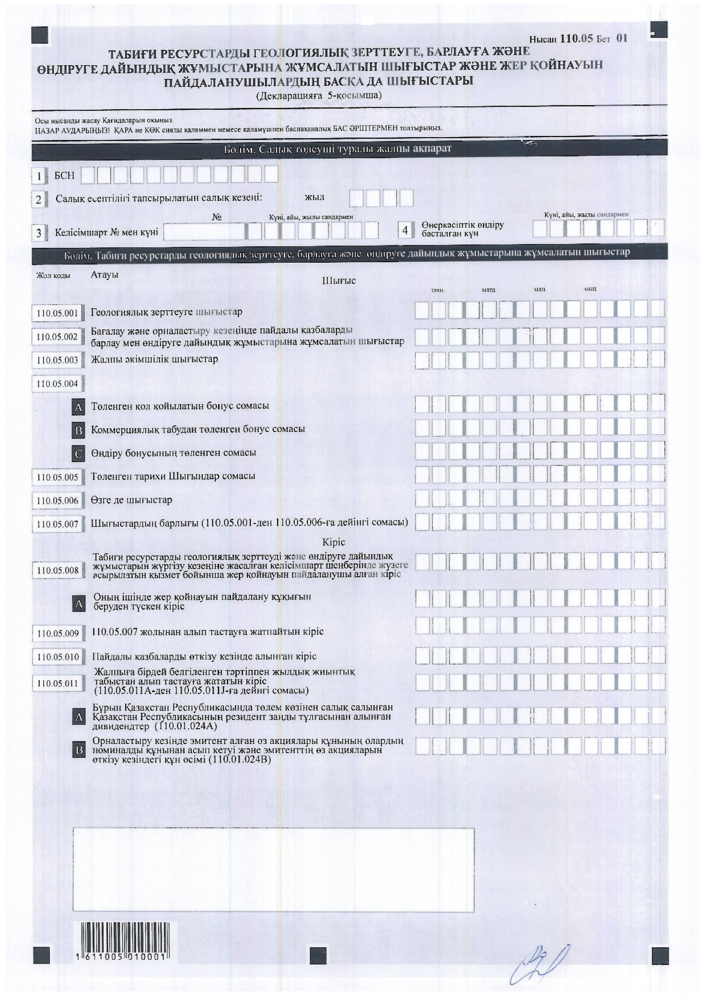 Нысан 110.05 Бет 01
ТАБИҒИ РЕСУРСТАРДЫ ГЕОЛОГИЯЛЫҚ ЗЕРТТЕУГЕ, БАРЛАУҒА ЖӘНЕ
ӨНДІРУГЕ ДАЙЫНДЫҚ ЖҰМЫСТАРЫНА ЖҰМСАЛАТЫН ШЫҒЫСТАР ЖӘНЕ ЖЕР ҚОЙНАУЫН
ПАЙДАЛАНУШЫЛАРДЫҢ БАСҚА ДА ШЫҒЫСТАРЫ
(Декларацияға 5-қосымша)
Осы нысанды жасау Қағидаларын оқыңыз.
НАЗАР АУДАРЫҢЫЗ! ҚАРА не КӨК сиялы қаламмен немесе қаламұшпен баспаханалық БАС ӘРІПТЕРМЕН толтырыңыз.
Бөлім. Салық төлеуші туралы жалпы ақпарат
1 БСН
2 Салық есептілігі тапсырылатын салық кезеңі: жыл
№ Күні, айы, жылы сандармен Күні, айы, жылы сандармен
3 Келісімшарт № мен күні 4 Өнеркәсіптік өндіру
басталған күн
Бөлім. Табиғи ресурстарды геологиялық зерттеуге, барлауға және өндіруге дайындық жұмыстарына жұмсалатын шығыстар
Жол коды Атауы
Шығыс
трлн. млрд. млн. мың
110.05.001 Геологиялық зерттеуге шығыстар
110.05.002 Бағалау және орналастыру кезеңінде пайдалы қазбаларды
барлау мен өндіруге дайындық жұмыстарына жұмсалатын шығыстар
110.05.003 Жалпы әкімшілік шығыстар
110.05.004
A Төленген қол қойылатын бонус сомасы
B Коммерциялық табудан төленген бонус сомасы
C Өндіру бонусының төленген сомасы
110.05.005 Төленген тарихи Шығындар сомасы
110.05.006 Өзге де шығыстар
110.05.007 Шығыстардың барлығы (110.05.001-ден 110.05.006-ға дейінгі сомасы)
Кіріс
110.05.008 Табиғи ресурстарды геологиялық зерттеуді және өндіруге дайындық
жұмыстарын жүргізу кезеңіне жасалған келісімшарт шеңберінде жүзеге
асырылатын қызмет бойынша жер қойнауын пайдаланушы алған кіріс
A Оның ішінде жер қойнауын пайдалану құқығын
беруден түскен кіріс
110.05.009 110.05.007 жолынан алып тастауға жатпайтын кіріс
110.05.010 Пайдалы қазбаларды өткізу кезінде алынған кіріс
110.05.011 Жалпыға бірдей белгіленген тәртіппен жылдық жиынтық
табыстан алып тастауға жататын кіріс
(110.05.011A-ден 110.05.011J-ға дейнгі сомасы)
A Бұрын Қазақстан Республикасында төлем көзінен салық салынған
Қазақстан Республикасының резидент заңды тұлғасынан алынған
дивидендтер (110.01.024A)
B Орналастыру кезінде эмитент алған өз акциялары құнының олардың
номиналды құнынан асып кетуі және эмитенттің өз акцияларын
өткізу кезіндегі құн өсімі (110.01.024B)
1 611005 010001